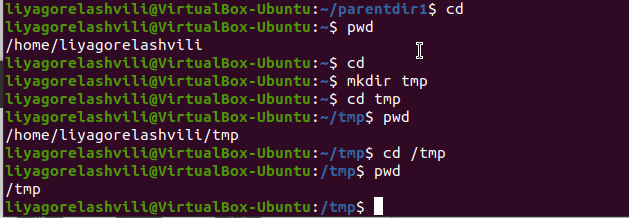 liyagorelashvili@VirtualBox-Ubuntu:~/parentdir1$ cd
liyagorelashvili@VirtualBox-Ubuntu:~$ pwd
/home/liyagorelashvili
liyagorelashvili@VirtualBox-Ubuntu:~$ cd
liyagorelashvili@VirtualBox-Ubuntu:~$ mkdir tmp
liyagorelashvili@VirtualBox-Ubuntu:~$ cd tmp
liyagorelashvili@VirtualBox-Ubuntu:~/tmp$ pwd
/home/liyagorelashvili/tmp
liyagorelashvili@VirtualBox-Ubuntu:~/tmp$ cd /tmp
liyagorelashvili@VirtualBox-Ubuntu:/tmp$ pwd
/tmp
liyagorelashvili@VirtualBox-Ubuntu:/tmp$